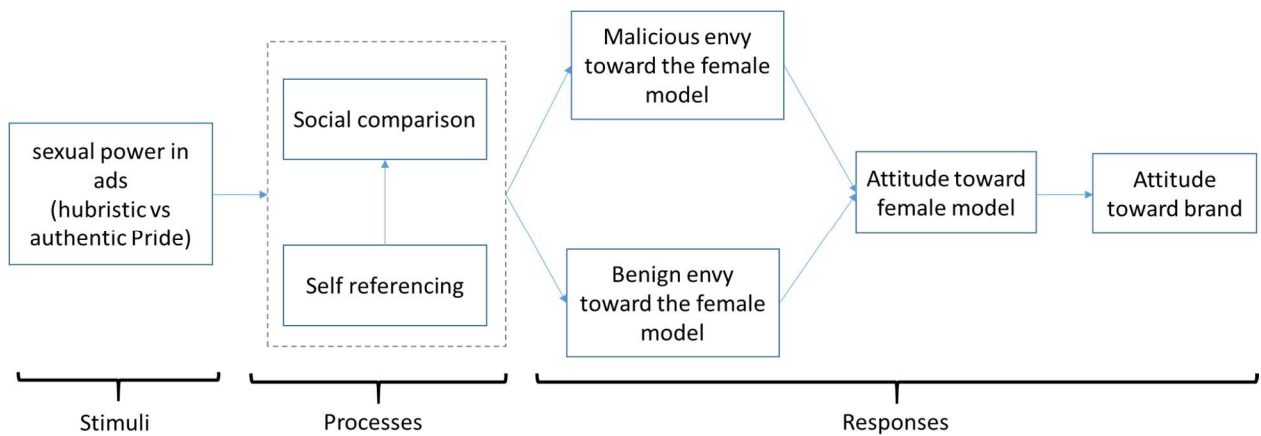 sexual power in
ads
(hubristic vs
authentic Pride)
Social comparison
Self referencing
Malicious envy
toward the female
model
Benign envy
toward the female
model
Attitude toward
female model
Attitude
toward brand
Stimuli
Processes
Responses